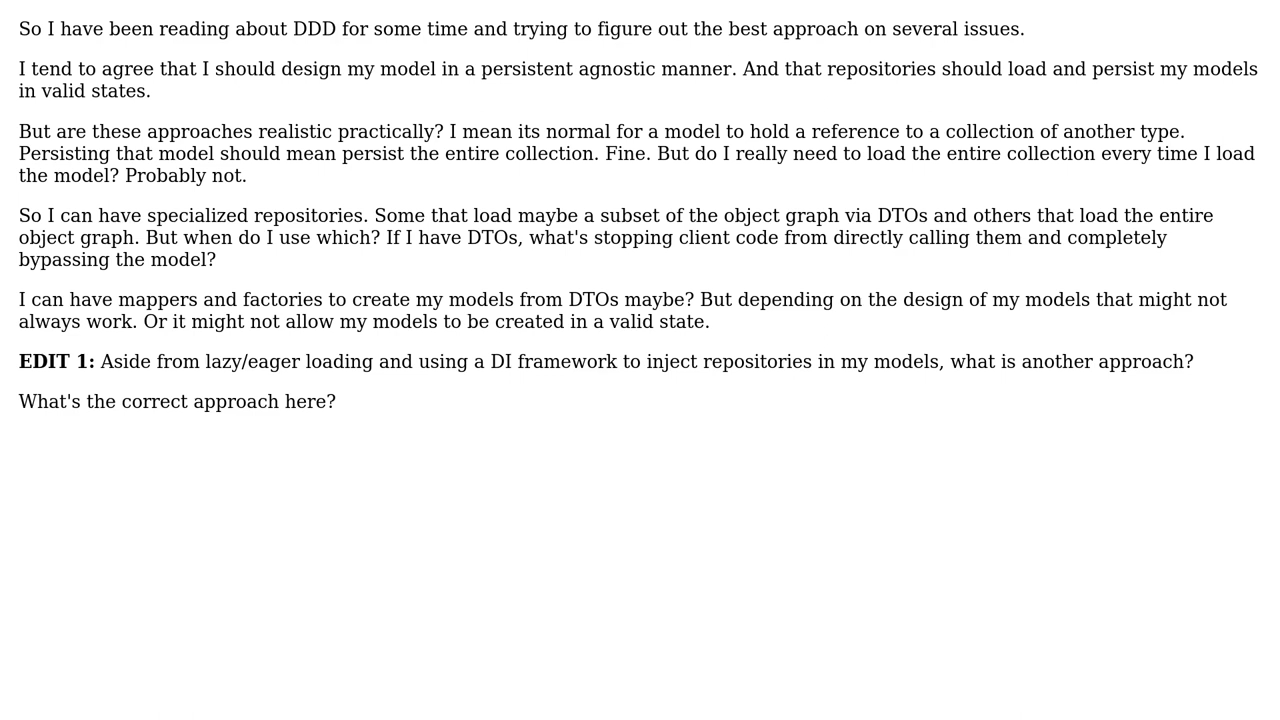 So I have been reading about DDD for some time and trying to figure out the best approach on several issues.
I tend to agree that I should design my model in a persistent agnostic manner. And that repositories should load and persist my models
in valid states.
But are these approaches realistic practically? I mean its normal for a model to hold a reference to a collection of another type.
Persisting that model should mean persist the entire collection. Fine. But do I really need to load the entire collection every time I load
the model? Probably not.
So I can have specialized repositories. Some that load maybe a subset of the object graph via DTOs and others that load the entire
object graph. But when do I use which? If I have DTOs, what's stopping client code from directly calling them and completely
bypassing the model?
I can have mappers and factories to create my models from DTOs maybe? But depending on the design of my models that might not
always work. Or it might not allow my models to be created in a valid state.
EDIT 1: Aside from lazy/eager loading and using a DI framework to inject repositories in my models, what is another approach?
What's the correct approach here?